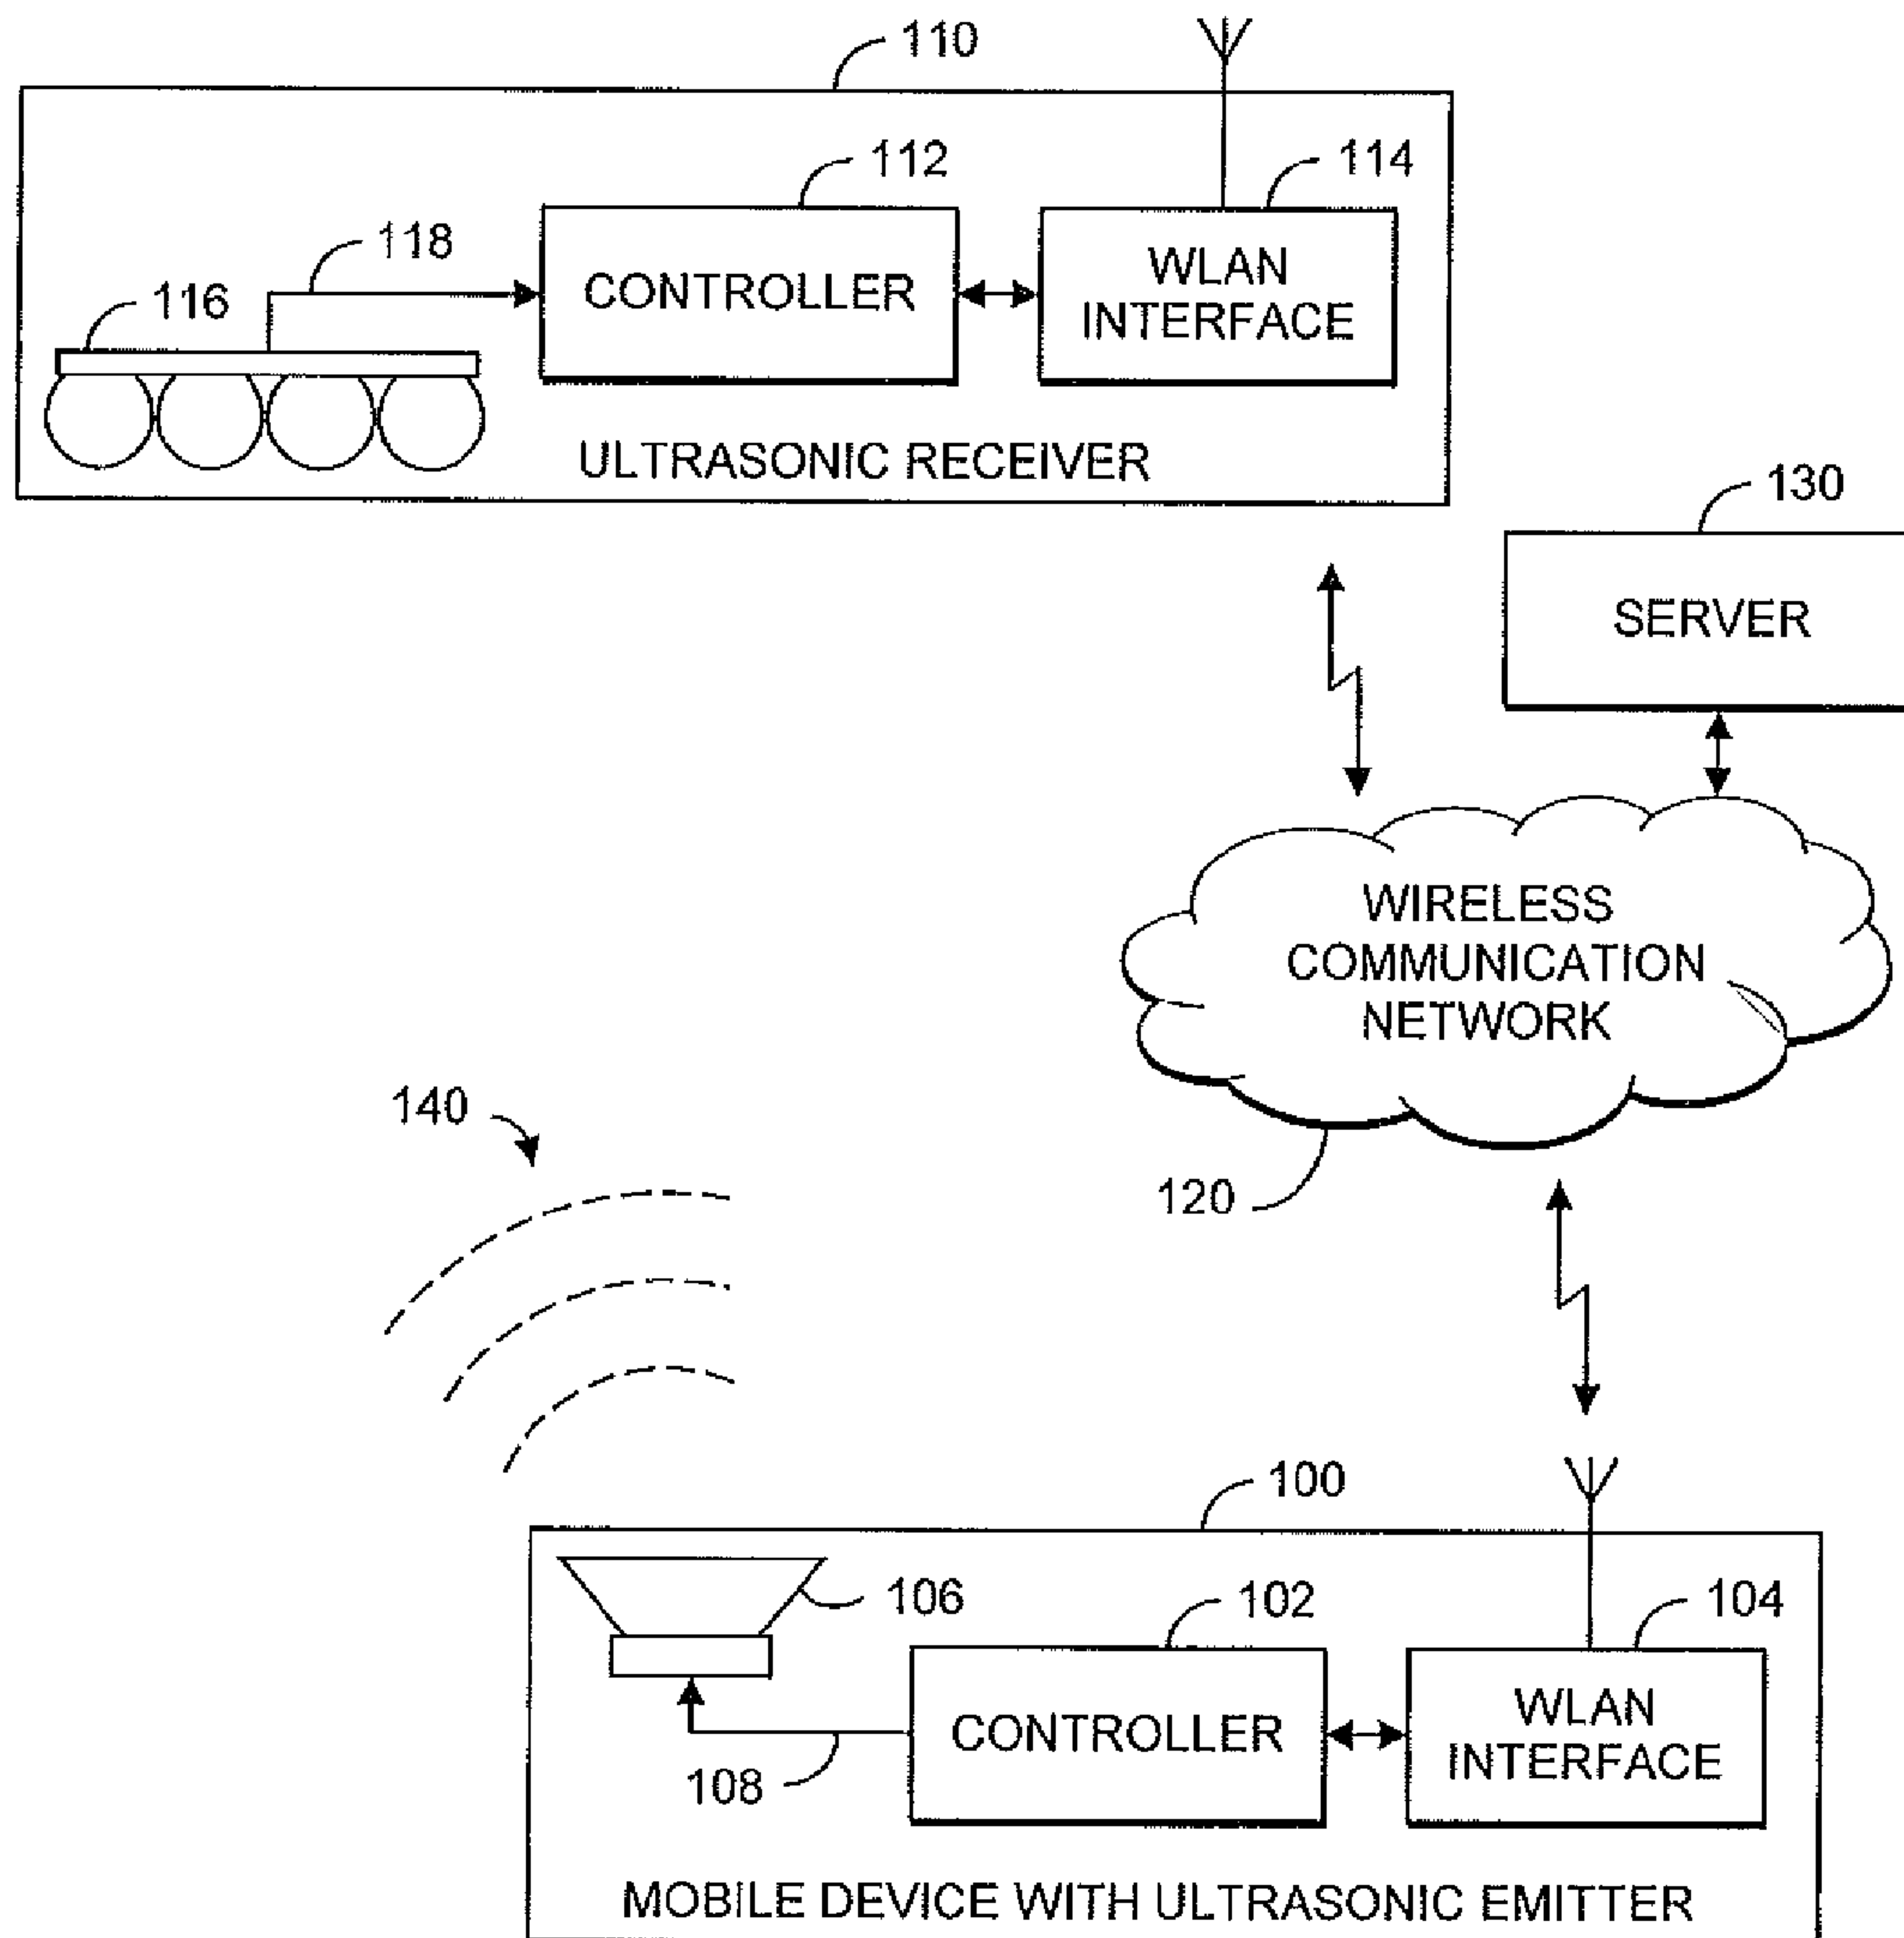 110
112
114
118
116
CONTROLLER
WLAN
INTERFACE
ULTRASONIC RECEIVER
130
SERVER
WIRELESS
COMMUNICATION
NETWORK
140
120
100
106
102
104
CONTROLLER
WLAN
INTERFACE
108
MOBILE DEVICE WITH ULTRASONIC EMITTER